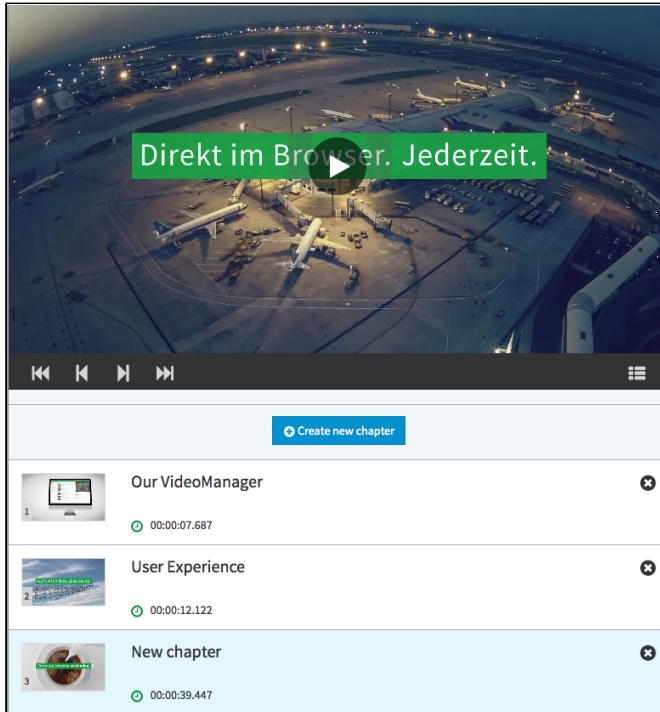 Direkt im Browser. Jederzeit.
Create new chapter
Our VideoManager
1
00:00:07.687
User Experience
2
00:00:12.122
New chapter
3
00:00:39.447